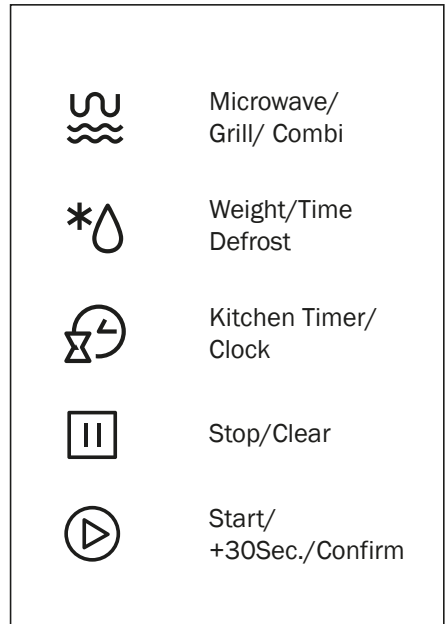 Microwave/
Grill/ Combi
Weight/Time
Defrost
Kitchen Timer/
Clock
Stop/Clear
Start/
+30Sec./Confirm